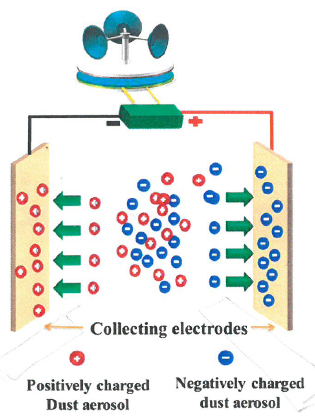 Collecting electrodes
Positively charged
Dust aerosol
Negatively charged
dust aerosol